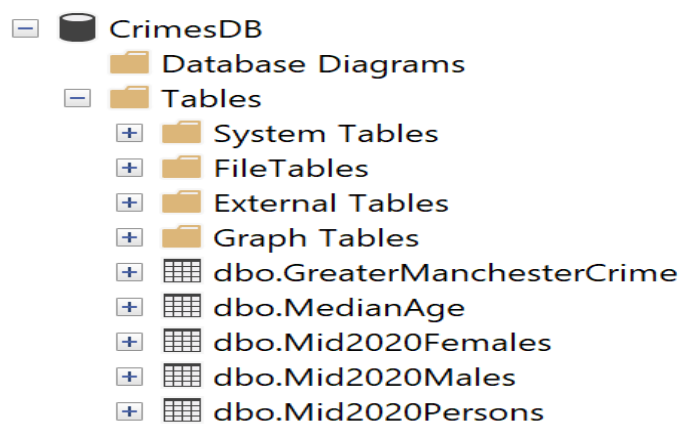 CrimesDB
Database Diagrams
Tables
System Tables
FileTables
External Tables
Graph Tables
dbo.GreaterManchesterCrime
dbo.MedianAge
dbo.Mid2020Females
dbo.Mid2020Males
dbo.Mid2020Persons